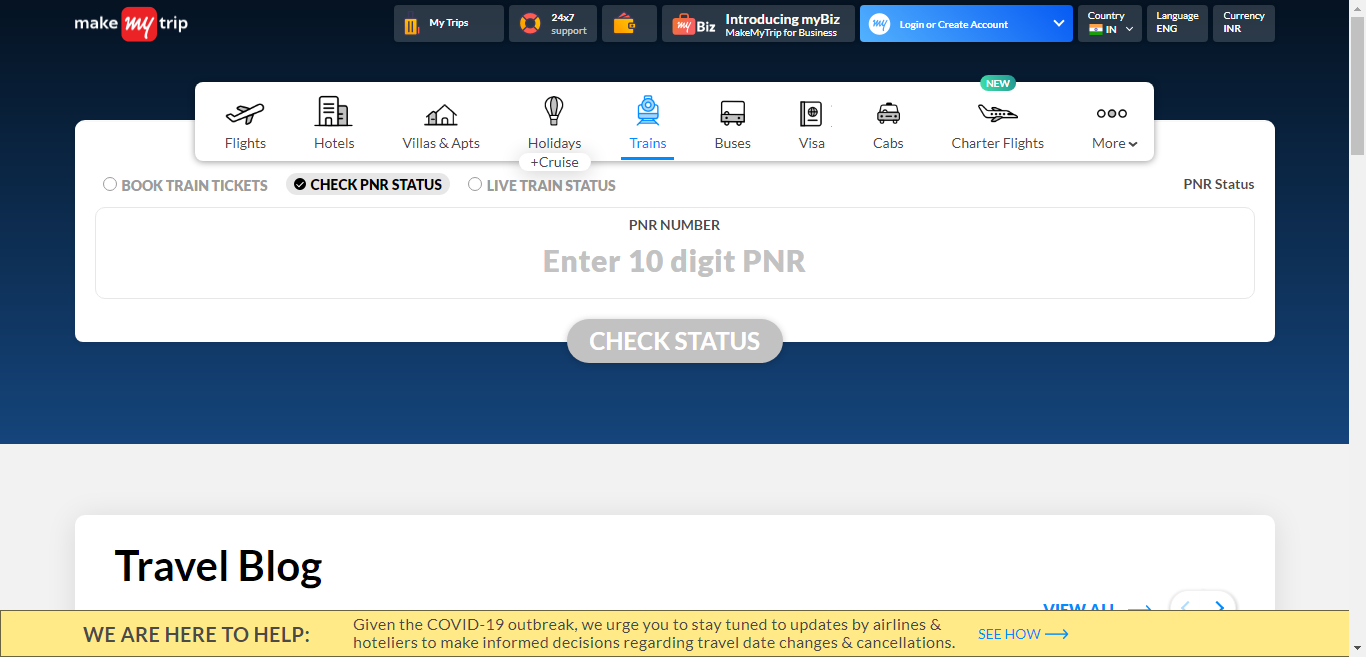 make my trip
My Trips
24x7
support
my Biz
Introducing myBiz
MakeMyTrip for Business
my
Login or Create Account
Country
IN
Language
ENG
Currency
INR
NEW
Flights
Hotels
Villas & Apts
Holidays
+Cruise
Trains
Buses
Visa
Cabs
Charter Flights
More
BOOK TRAIN TICKETS
CHECK PNR STATUS
LIVE TRAIN STATUS
PNR Status
PNR NUMBER
Enter 10 digit PNR
CHECK STATUS
Travel Blog
VIEW ALL
WE ARE HERE TO HELP:
Given the COVID-19 outbreak, we urge you to stay tuned to updates by airlines &
hoteliers to make informed decisions regarding travel date changes & cancellations.
SEE HOW